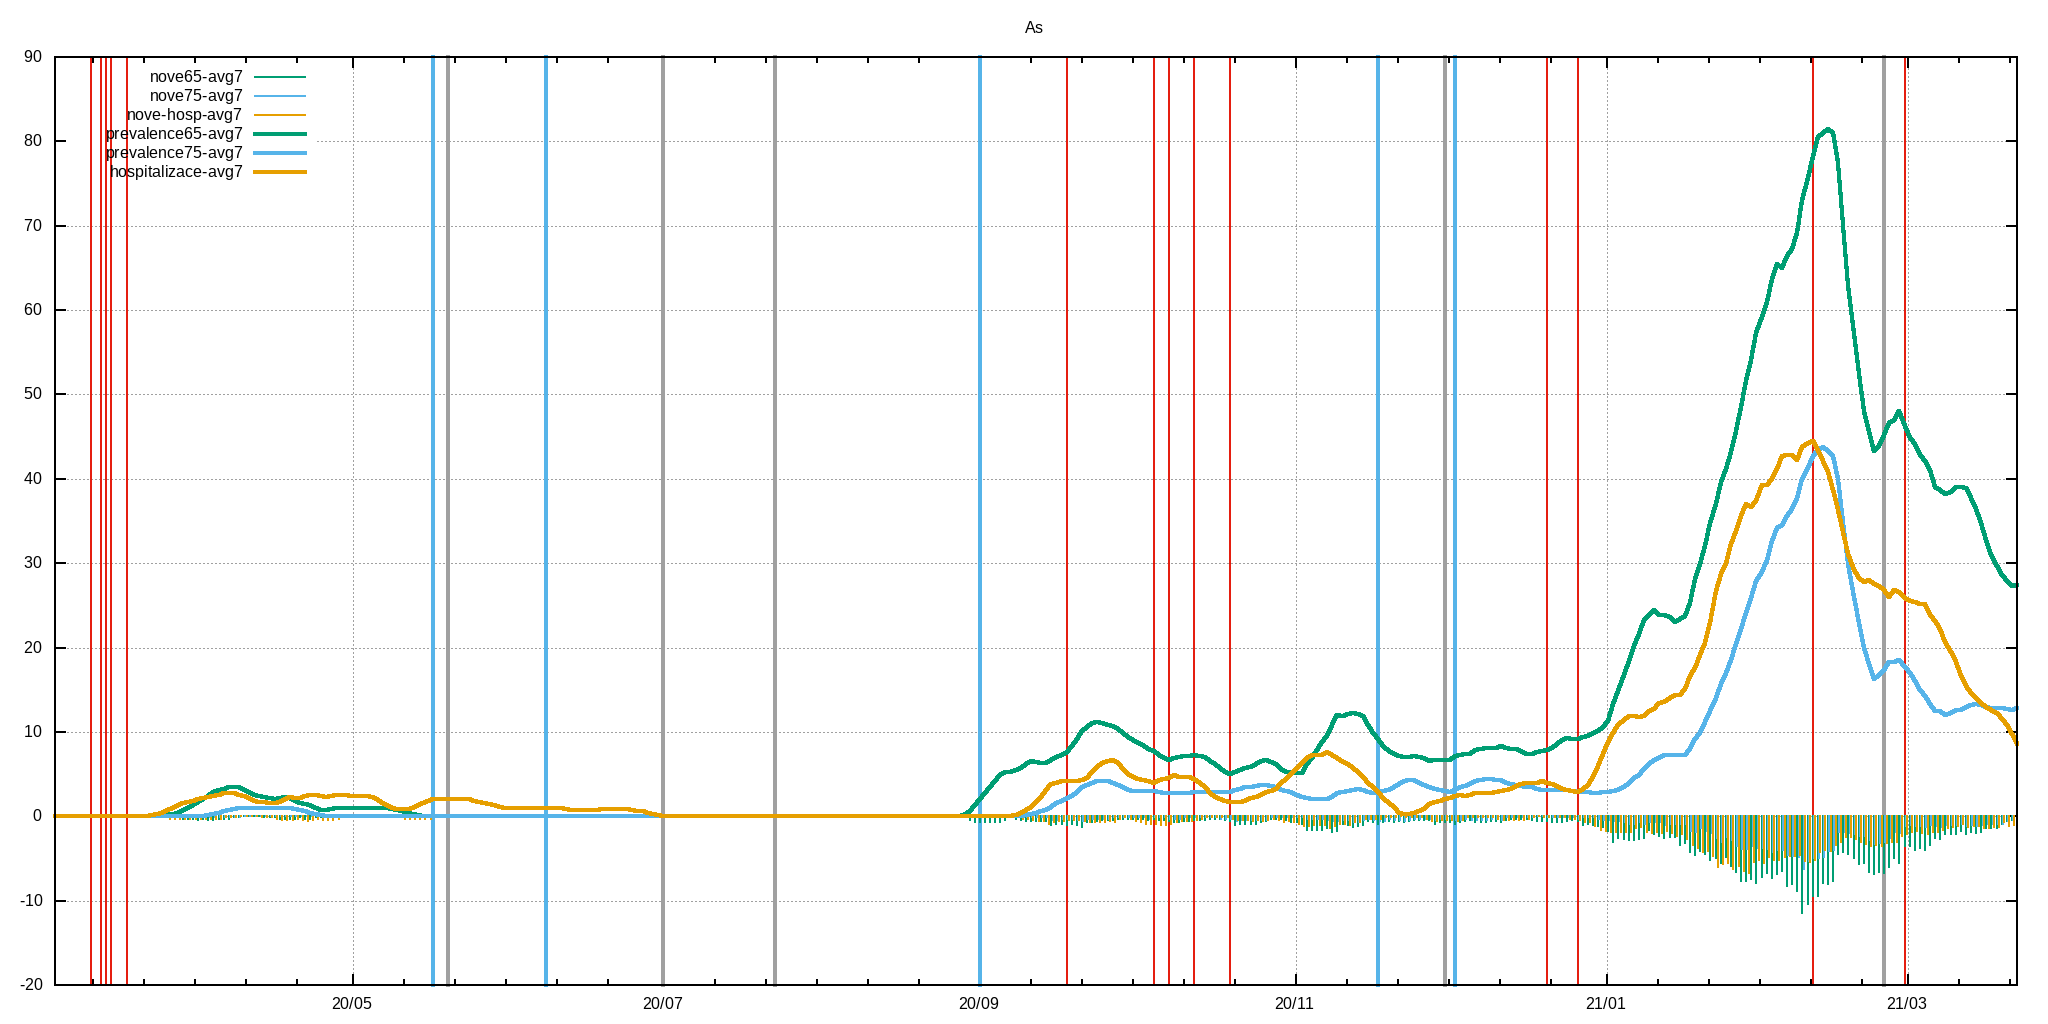 As
90
nove65-avg7
nove75-avg7
nove-hosp-avg7
prevalence65-avg7
prevalence75-avg7
hospitalizace-avg7
80
70
60
50
40
30
20
10
0
-10
-20
20/05 20/07 20/09 20/11 21/01 21/03